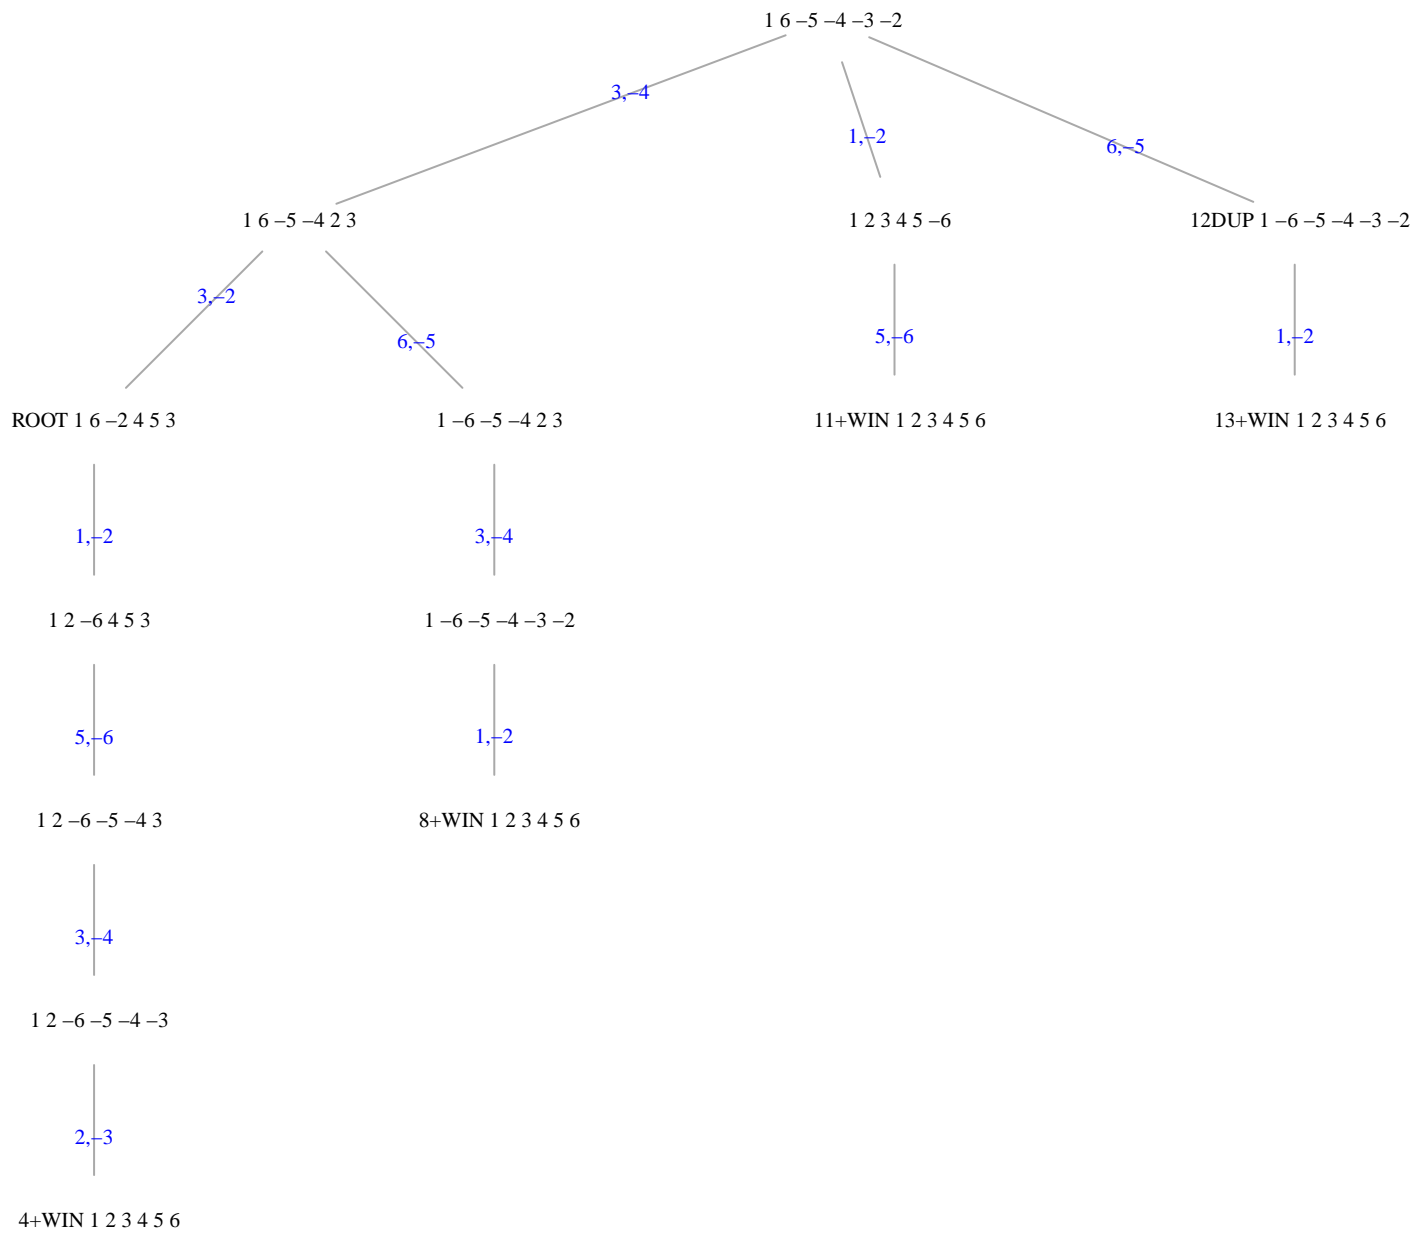 1 6 –5 –4 –3 –2
3,–4
1,–2
6,–5
1 6 –5 –4 2 3
1 2 3 4 5 –6
12DUP 1 –6 –5 –4 –3 –2
3,–2
6,–5
5,–6
1,–2
ROOT 1 6 –2 4 5 3
1 –6 –5 –4 2 3
11+WIN 1 2 3 4 5 6
13+WIN 1 2 3 4 5 6
1,–2
3,–4
1 2 –6 4 5 3
1 –6 –5 –4 –3 –2
5,–6
1,–2
1 2 –6 –5 –4 3
8+WIN 1 2 3 4 5 6
3,–4
1 2 –6 –5 –4 –3
2,–3
4+WIN 1 2 3 4 5 6